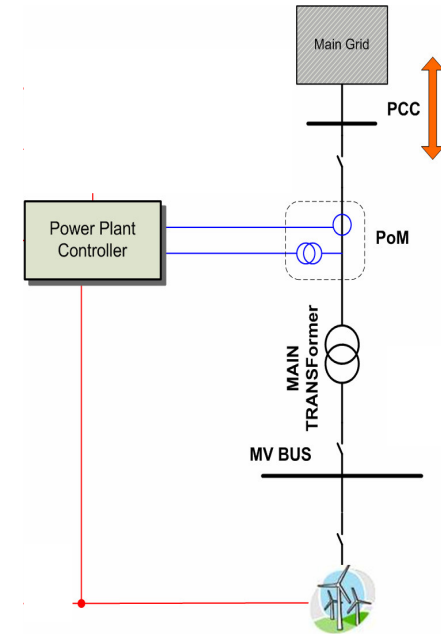 Main Grid
PCC
Power Plant
Controller
PoM
MAIN
TRANSFormer
MV BUS